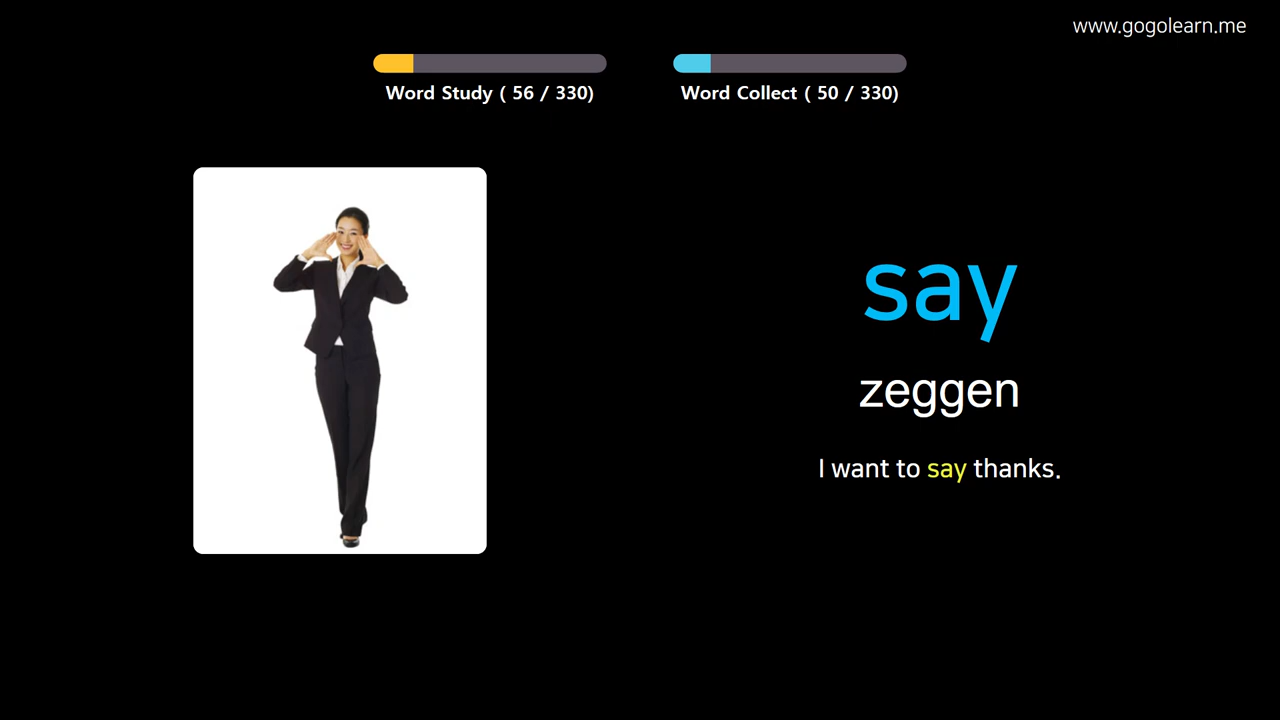 www.gogolearn.me
Word Study ( 56 / 330)
Word Collect ( 50 / 330)
say
zeggen
I want to say thanks.